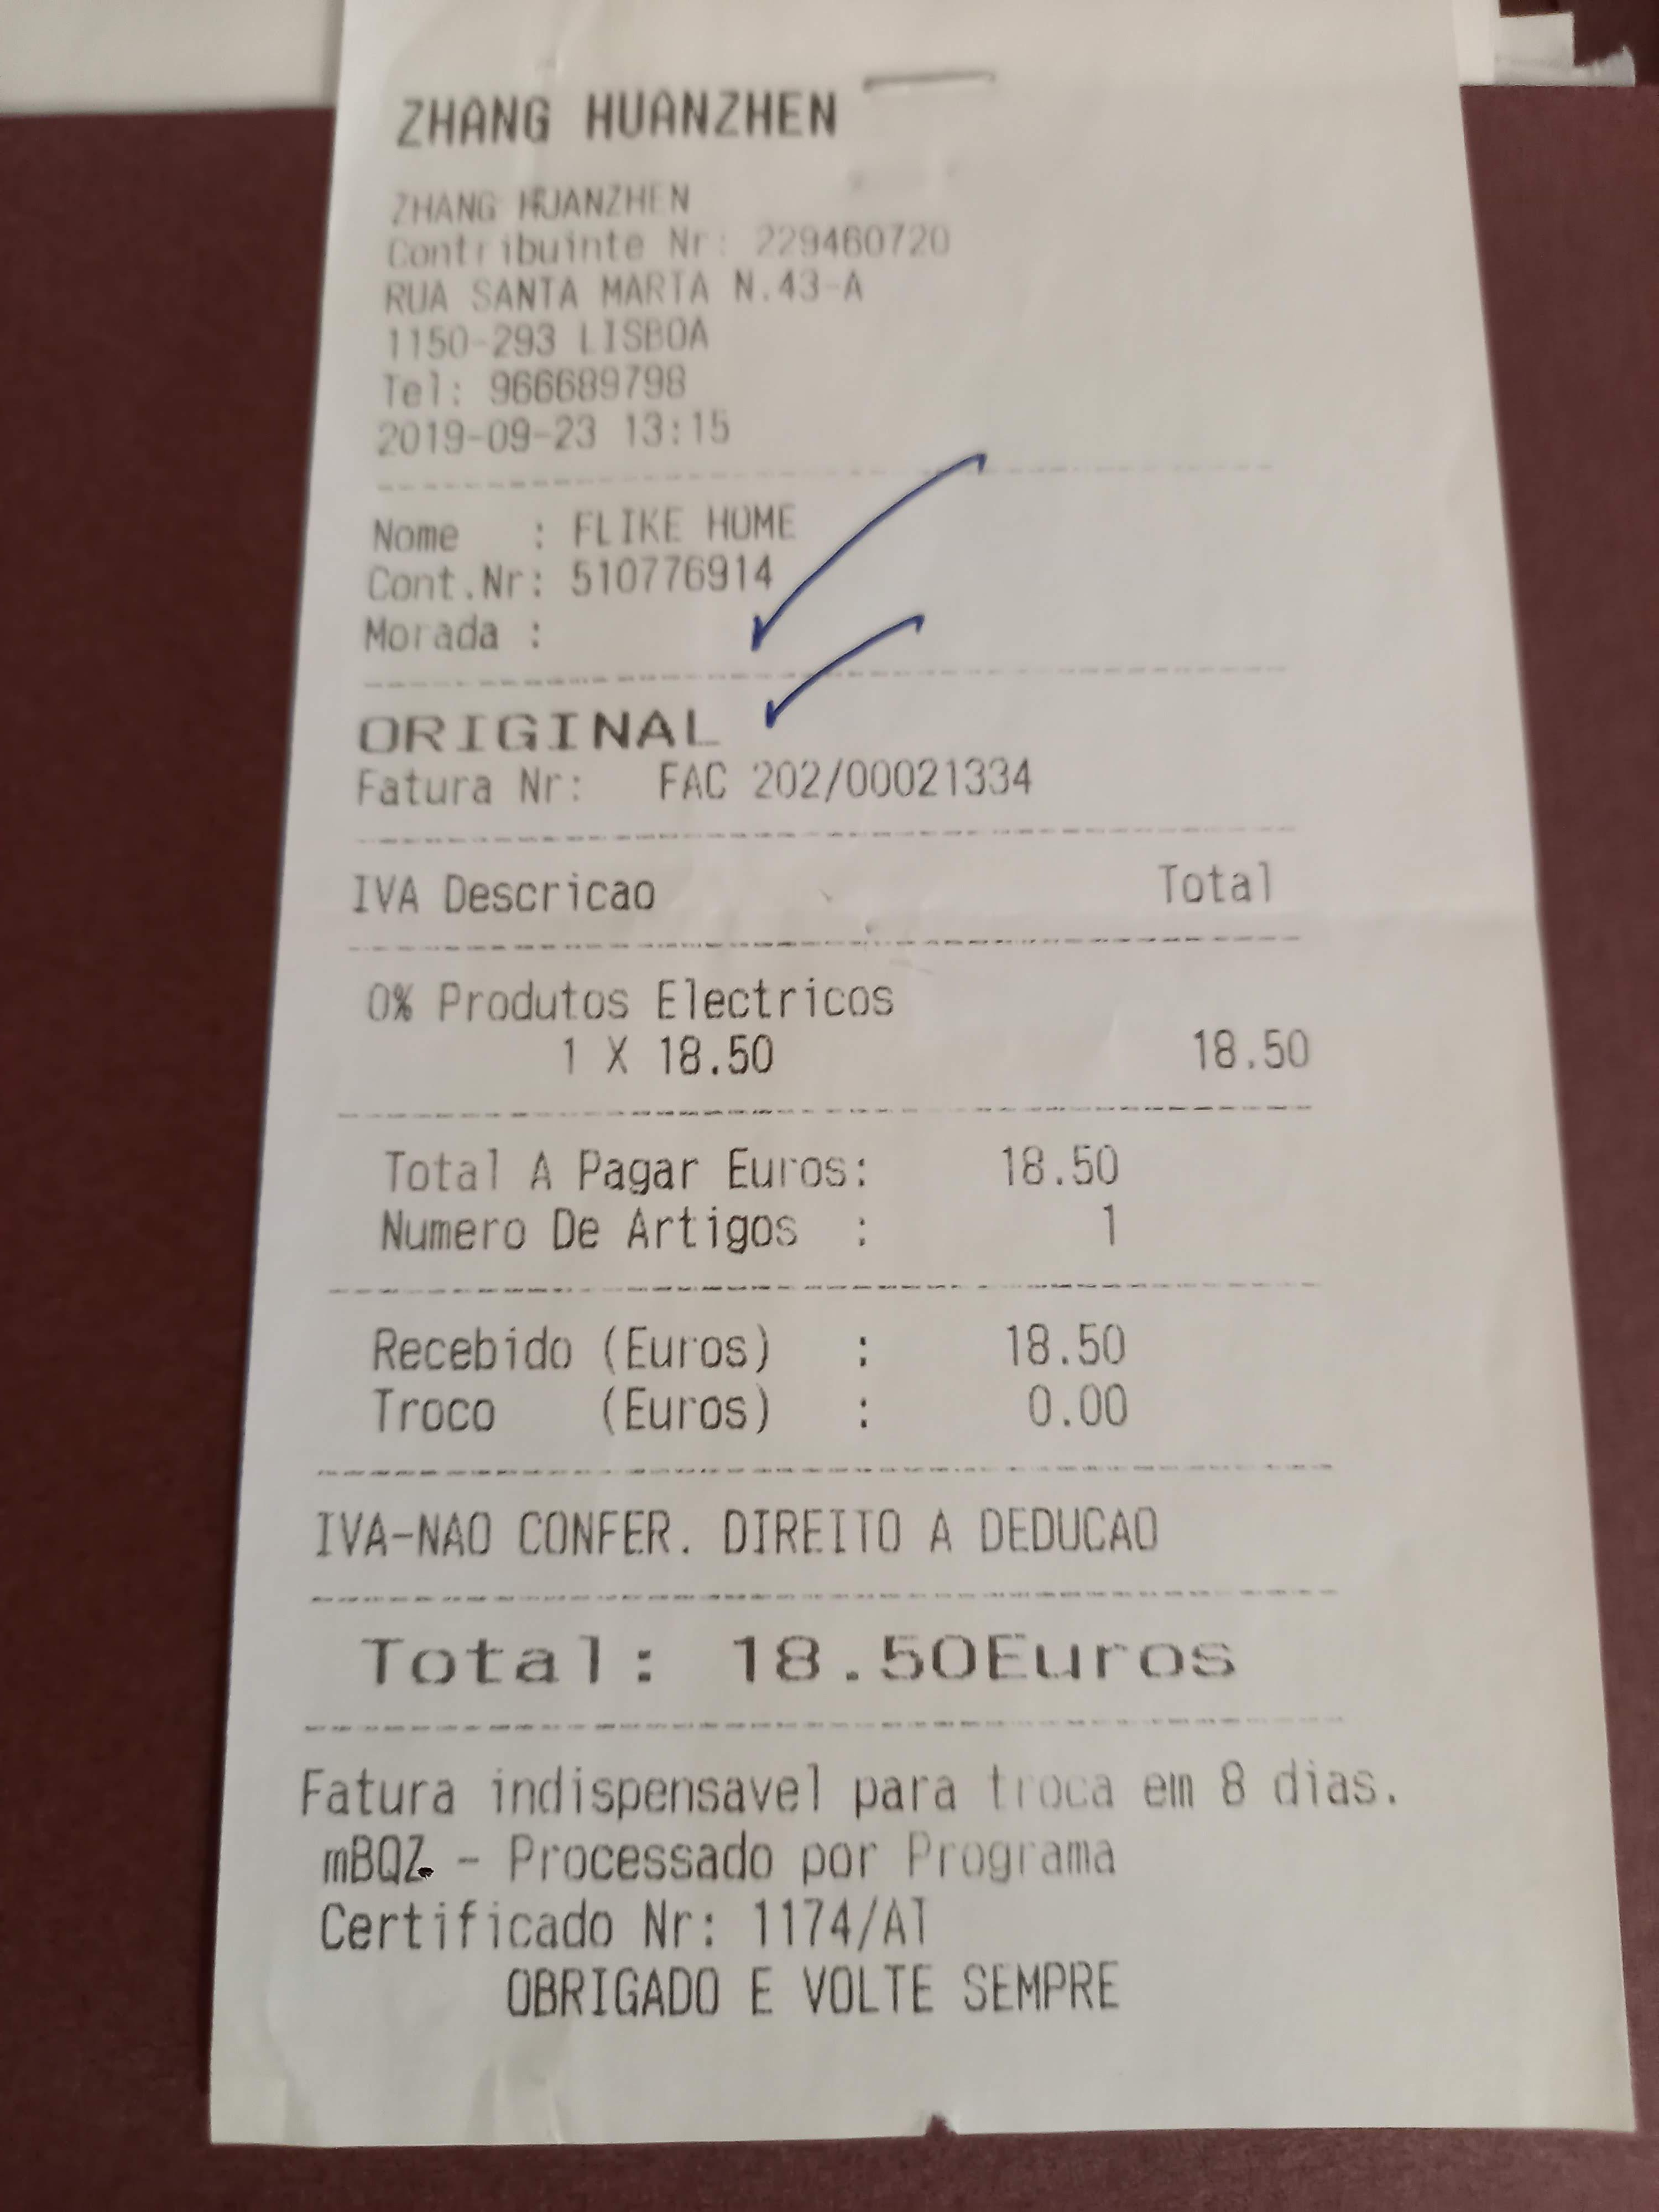 ZHANG HUANZHEN
ZHANG HUANZHEN
Contribuinte Nr: 229460720
RUA SANTA MARTA N.43-A
1150-293 LISBOA
Tel: 966689798
2019-09-23 13:15
Nome : FLIKE HOME
Cont.Nr: 510776914
Morada :
ORIGINAL
Fatura Nr: FAC 202/00021334
IVA Descricao Total
0% Produtos Electricos
1 X 18.50 18.50
Total A Pagar Euros: 18.50
Numero De Artigos : 1
Recebido (Euros) : 18.50
Troco (Euros) : 0.00
IVA-NAO CONFER. DIREITO A DEDUCAO
Total: 18.50Euros
Fatura indispensavel para troca em 8 dias.
mBQZ - Processado por Programa
Certificado Nr: 1174/AT
OBRIGADO E VOLTE SEMPRE